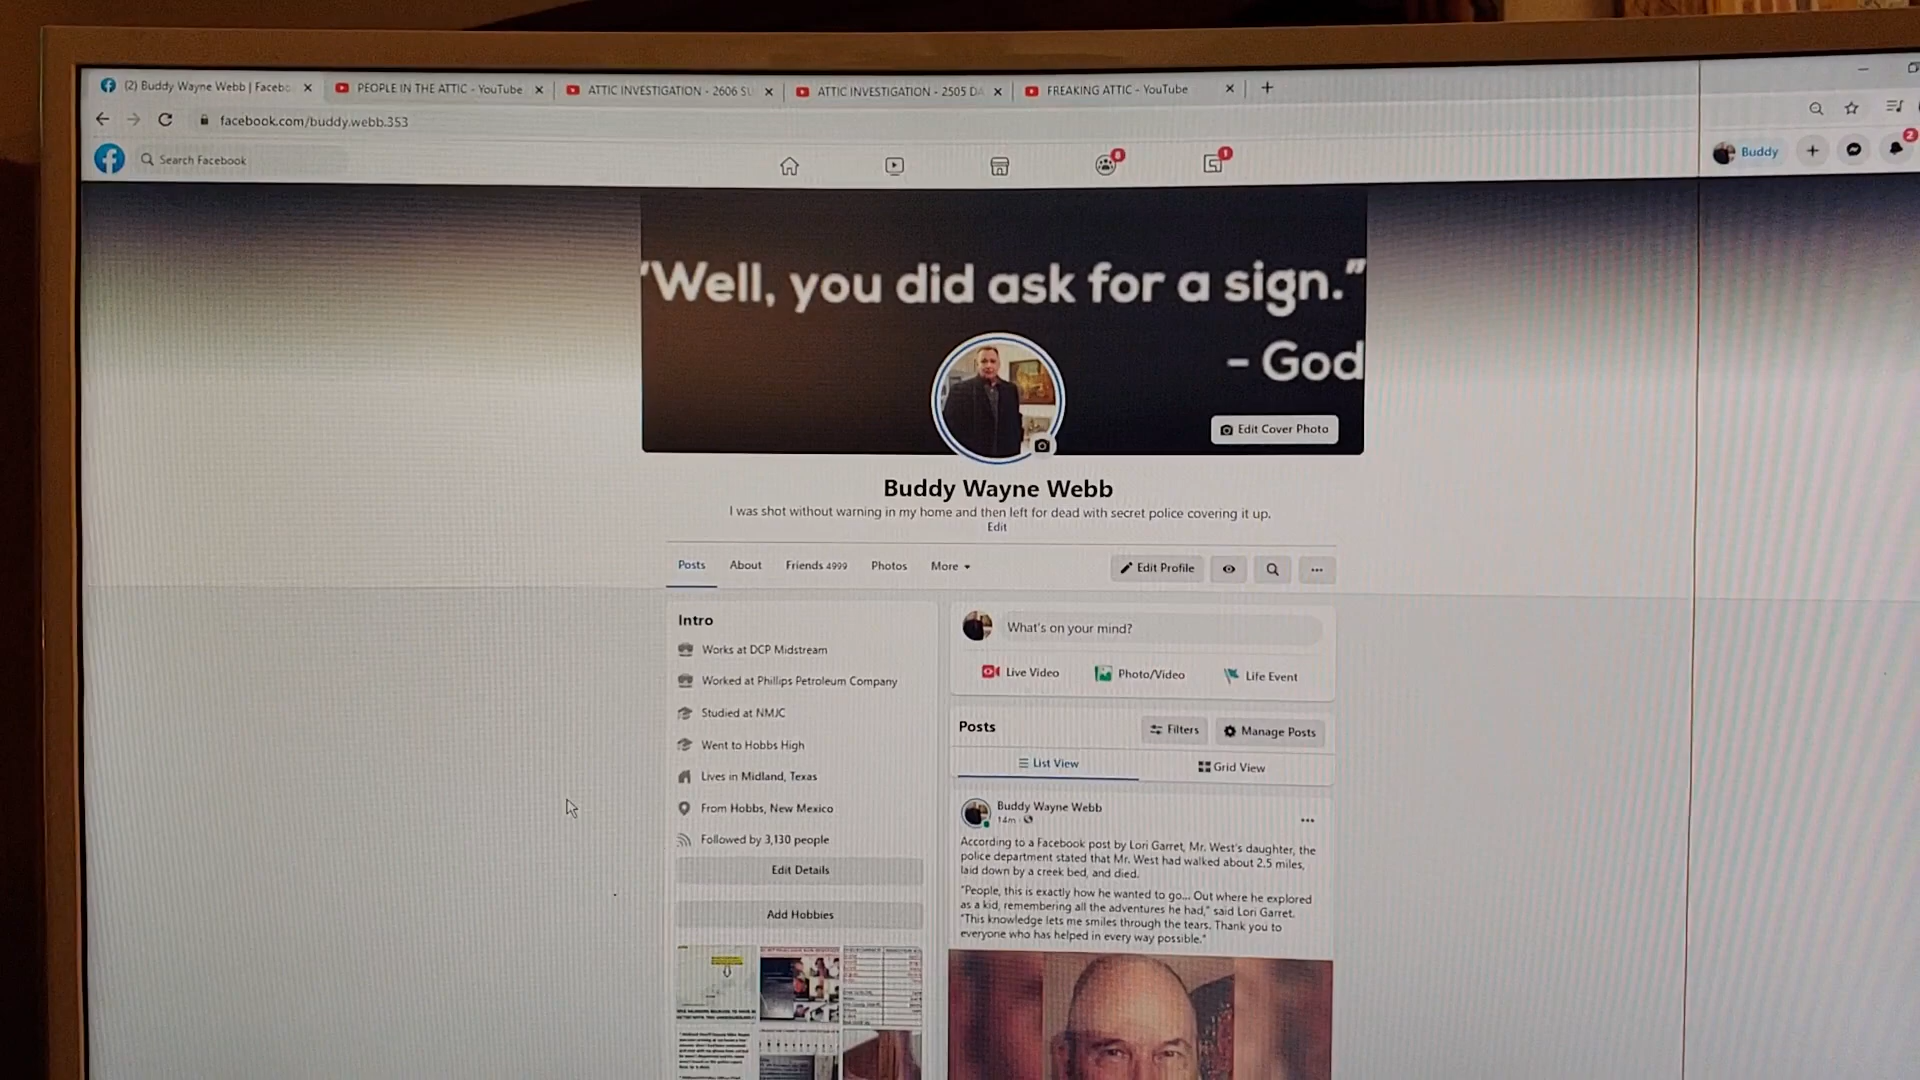 (2) Buddy Wayne Webb | Faceb
PEOPLE IN THE ATTIC - YouTube
ATTIC INVESTIGATION - 2606 SU
ATTIC INVESTIGATION - 2505 DA
FREAKING ATTIC - YouTube
facebook.com/buddy.webb.353
Search Facebook
8
1
Buddy
2
"Well, you did ask for a sign."
- God
Edit Cover Photo
Buddy Wayne Webb
I was shot without warning in my home and then left for dead with secret police covering it up.
Edit
Posts
About
Friends 4999
Photos
More
Edit Profile
Intro
Works at DCP Midstream
Worked at Phillips Petroleum Company
Studied at NMJC
Went to Hobbs High
Lives in Midland, Texas
From Hobbs, New Mexico
Followed by 3,130 people
Edit Details
Add Hobbies
What's on your mind?
Live Video
Photo/Video
Life Event
Posts
Filters
Manage Posts
List View
Grid View
Buddy Wayne Webb
14m
According to a Facebook post by Lori Garret, Mr. West's daughter, the
police department stated that Mr. West had walked about 2.5 miles,
laid down by a creek bed, and died.
"People, this is exactly how he wanted to go... Out where he explored
as a kid, remembering all the adventures he had," said Lori Garret.
"This knowledge lets me smiles through the tears. Thank you to
everyone who has helped in every way possible."